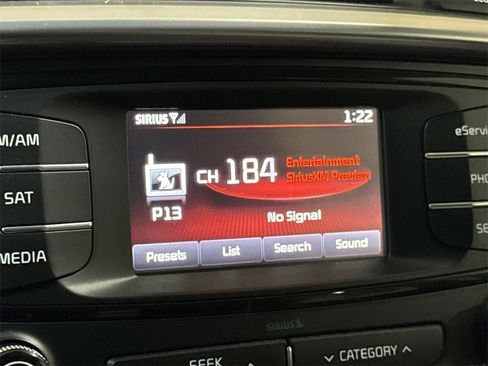 SIRIUS 1:22
M/AM
eServic
CH 184 Entertainment
SiriusXM Preview
SAT
PHO
P13
No Signal
MEDIA
SE
Presets List Search Sound
SIRIUS
SEEK
CATEGORY